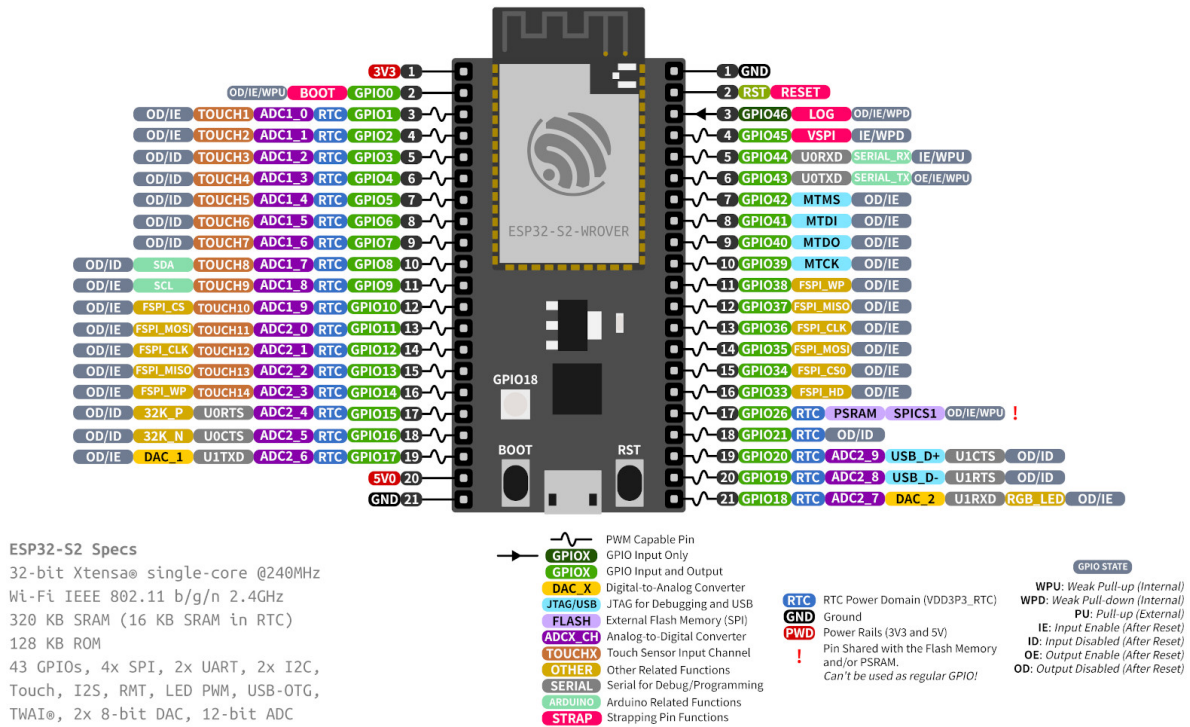 3V3 1
OD/IE/WPU BOOT GPIO0 2
OD/IE TOUCH1 ADC1_0 RTC GPIO1 3
OD/IE TOUCH2 ADC1_1 RTC GPIO2 4
OD/ID TOUCH3 ADC1_2 RTC GPIO3 5
OD/ID TOUCH4 ADC1_3 RTC GPIO4 6
OD/ID TOUCH5 ADC1_4 RTC GPIO5 7
OD/ID TOUCH6 ADC1_5 RTC GPIO6 8
OD/ID TOUCH7 ADC1_6 RTC GPIO7 9
OD/ID SDA TOUCH8 ADC1_7 RTC GPIO8 10
OD/IE SCL TOUCH9 ADC1_8 RTC GPIO9 11
OD/IE FSPI_CS TOUCH10 ADC1_9 RTC GPIO10 12
OD/IE FSPI_MOSI TOUCH11 ADC2_0 RTC GPIO11 13
OD/IE FSPI_CLK TOUCH12 ADC2_1 RTC GPIO12 14
OD/IE FSPI_MISO TOUCH13 ADC2_2 RTC GPIO13 15
OD/IE FSPI_WP TOUCH14 ADC2_3 RTC GPIO14 16
OD/ID 32K_P U0RTS ADC2_4 RTC GPIO15 17
OD/ID 32K_N U0CTS ADC2_5 RTC GPIO16 18
OD/IE DAC_1 U1TXD ADC2_6 RTC GPIO17 19
5V0 20
GND 21
ESP32-S2-WROVER
GPIO18
BOOT
RST
1 GND
2 RST RESET
3 GPIO46 LOG OD/IE/WPD
4 GPIO45 VSPI IE/WPD
5 GPIO44 U0RXD SERIAL_RX IE/WPU
6 GPIO43 U0TXD SERIAL_TX OE/IE/WPU
7 GPIO42 MTMS OD/IE
8 GPIO41 MTDI OD/IE
9 GPIO40 MTDO OD/IE
10 GPIO39 MTCK OD/IE
11 GPIO38 FSPI_WP OD/IE
12 GPIO37 FSPI_MISO OD/IE
13 GPIO36 FSPI_CLK OD/IE
14 GPIO35 FSPI_MOSI OD/IE
15 GPIO34 FSPI_CS0 OD/IE
16 GPIO33 FSPI_HD OD/IE
17 GPIO26 RTC PSRAM SPICS1 OD/IE/WPU !
18 GPIO21 RTC OD/ID
19 GPIO20 RTC ADC2_9 USB_D+ U1CTS OD/ID
20 GPIO19 RTC ADC2_8 USB_D- U1RTS OD/ID
21 GPIO18 RTC ADC2_7 DAC_2 U1RXD RGB_LED OD/IE
ESP32-S2 Specs
32-bit Xtensa® single-core @240MHz
Wi-Fi IEEE 802.11 b/g/n 2.4GHz
320 KB SRAM (16 KB SRAM in RTC)
128 KB ROM
43 GPIOs, 4x SPI, 2x UART, 2x I2C,
Touch, I2S, RMT, LED PWM, USB-OTG,
TWAI®, 2x 8-bit DAC, 12-bit ADC
PWM Capable Pin
GPIOX GPIO Input Only
GPIOX GPIO Input and Output
DAC_X Digital-to-Analog Converter
JTAG/USB JTAG for Debugging and USB
FLASH External Flash Memory (SPI)
ADCX_CH Analog-to-Digital Converter
TOUCHX Touch Sensor Input Channel
OTHER Other Related Functions
SERIAL Serial for Debug/Programming
ARDUINO Arduino Related Functions
STRAP Strapping Pin Functions
RTC RTC Power Domain (VDD3P3_RTC)
GND Ground
PWD Power Rails (3V3 and 5V)
! Pin Shared with the Flash Memory
and/or PSRAM.
Can't be used as regular GPIO!
GPIO STATE
WPU: Weak Pull-up (Internal)
WPD: Weak Pull-down (Internal)
PU: Pull-up (External)
IE: Input Enable (After Reset)
ID: Input Disabled (After Reset)
OE: Output Enable (After Reset)
OD: Output Disabled (After Reset)